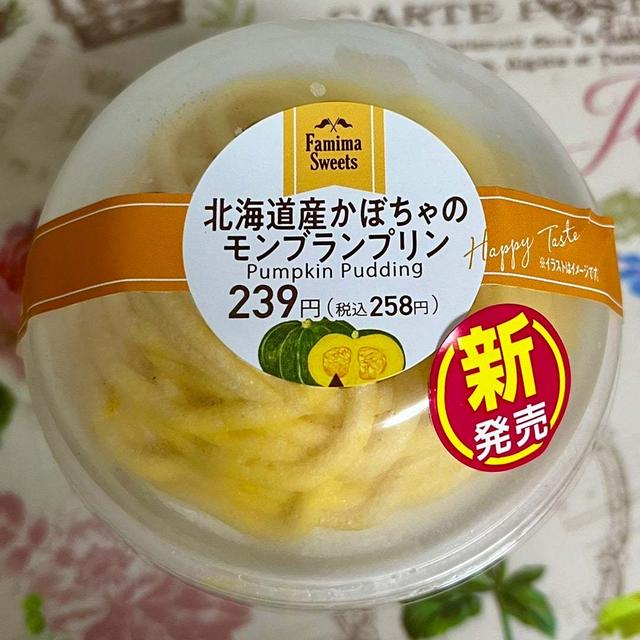 CARTE POSTALE
Famima
Sweets
北海道産かぼちゃの
モンブランプリン
Pumpkin Pudding
239円(税込258円)
Happy Taste
※イラストはイメージです。
新
発売